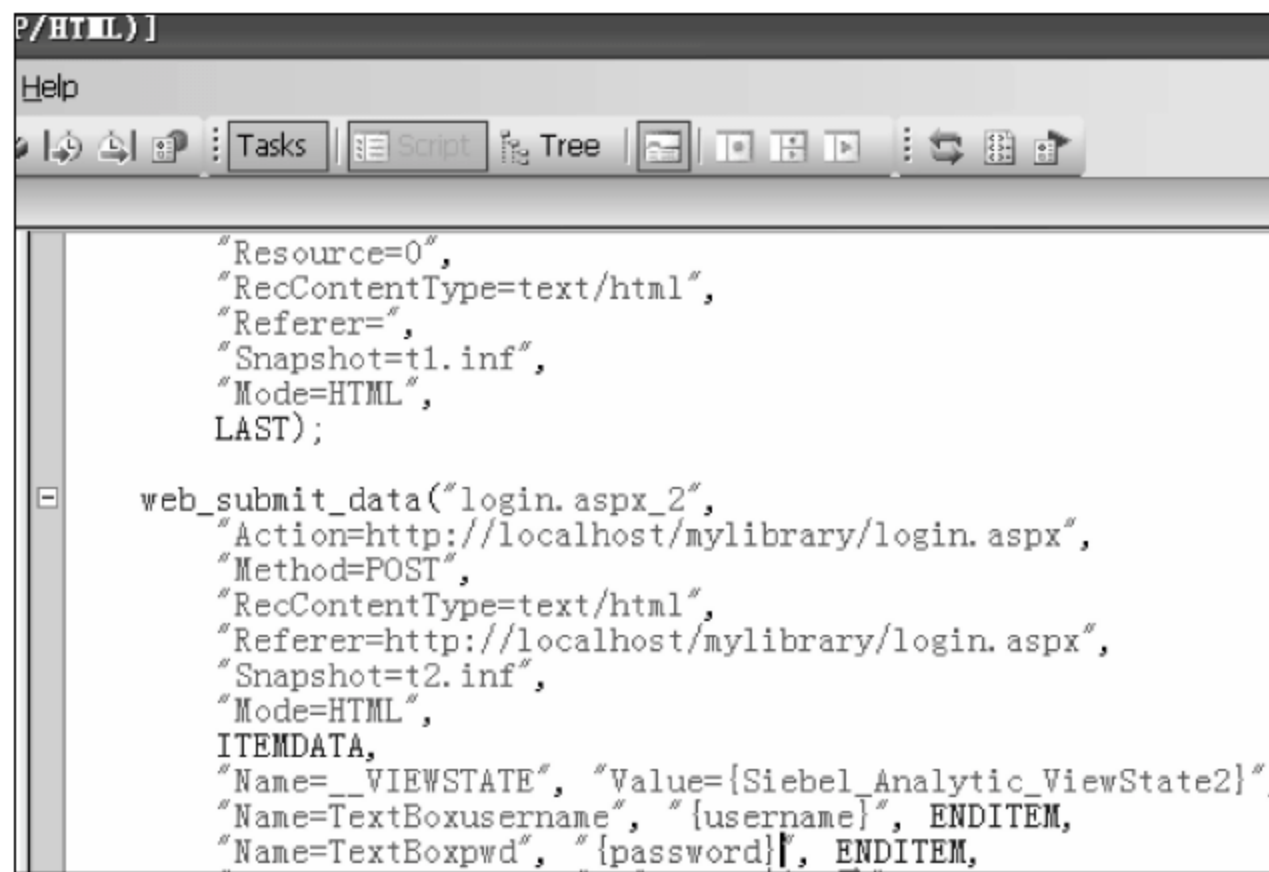 P/HTML)]
Help
Tasks Script Tree
"Resource=0",
"RecContentType=text/html",
"Referer=",
"Snapshot=t1.inf",
"Mode=HTML",
LAST);
web_submit_data("login.aspx_2",
"Action=http://localhost/mylibrary/login.aspx",
"Method=POST",
"RecContentType=text/html",
"Referer=http://localhost/mylibrary/login.aspx",
"Snapshot=t2.inf",
"Mode=HTML",
ITEMDATA,
"Name=__VIEWSTATE", "Value={Siebel_Analytic_ViewState2}",
"Name=TextBoxusername", "{username}", ENDITEM,
"Name=TextBoxpwd", "{password}", ENDITEM,